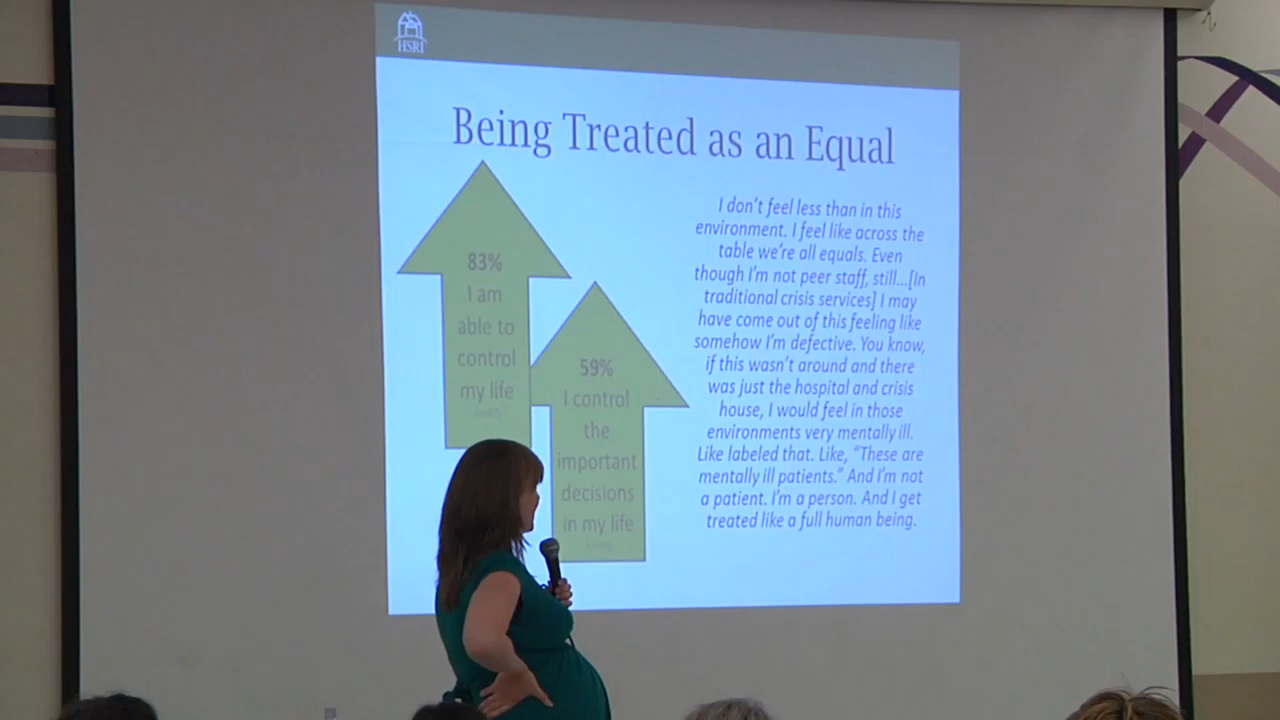 HSRI
Being Treated as an Equal
83%
I am
able to
control
my life
59%
I control
the
important
decisions
in my life
I don't feel less than in this
environment. I feel like across the
table we're all equals. Even
though I'm not peer staff, still...[In
traditional crisis services] I may
have come out of this feeling like
somehow I'm defective. You know,
if this wasn't around and there
was just the hospital and crisis
house, I would feel in those
environments very mentally ill.
Like labeled that. Like, “These are
mentally ill patients.” And I'm not
a patient. I'm a person. And I get
treated like a full human being.